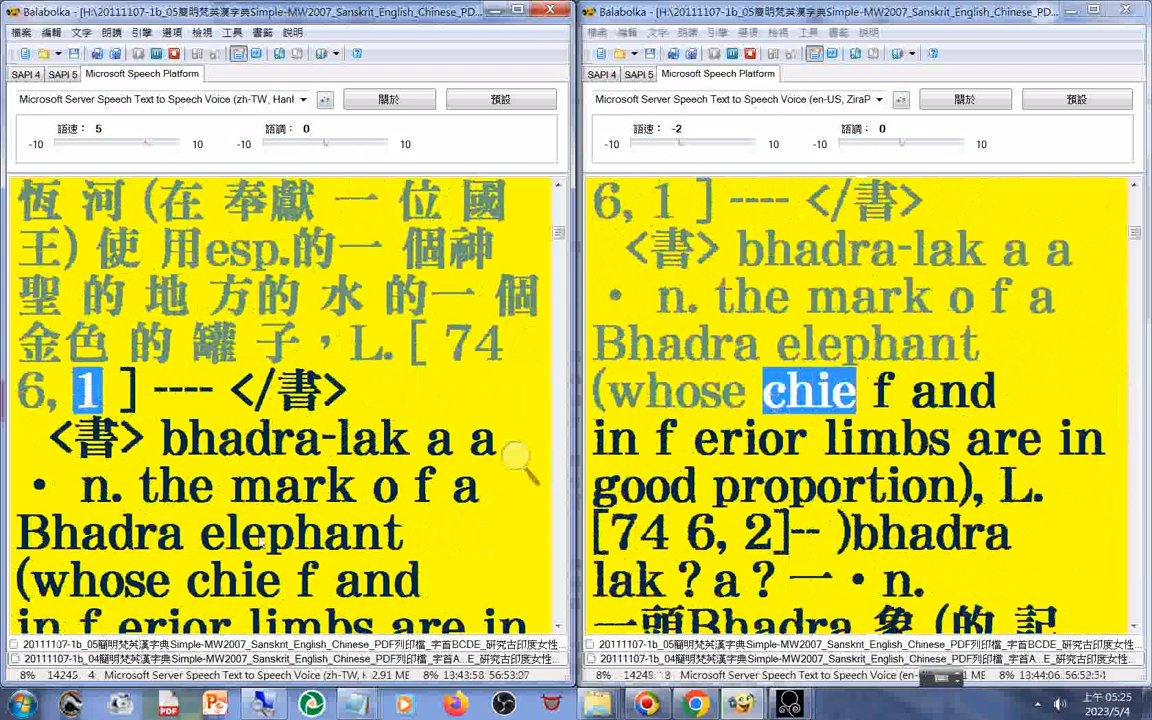 Balabolka - [H:\20111107-1b_05簡明梵英漢字典Simple-MW2007_Sanskrit_English_Chinese_PD...
檔案 編輯 文字 朗讀 引擎 選項 檢視 工具 書籤 說明
SAPI 4 SAPI 5 Microsoft Speech Platform
Microsoft Server Speech Text to Speech Voice (zh-TW, Hanl 關於 預設
語速： 5 語調： 0
-10 10 -10 10
恆 河 (在 奉獻 一 位 國
王) 使 用esp.的一 個神
聖 的 地 方的 水 的一 個
金色 的 罐 子，L. [ 74
6, 1 ] ---- </書>
<書> bhadra-lak a a
• n. the mark o f a
Bhadra elephant
(whose chie f and
in f erior limbs are in
20111107-1b_05簡明梵英漢字典Simple-MW2007_Sanskrit_English_Chinese_PDF列印檔_字首BCDE_研究古印度女性...
20111107-1b_04簡明梵英漢字典Simple-MW2007_Sanskrit_English_Chinese_PDF列印檔_字首A...E_研究古印度女性...
8% 14245, 4 Microsoft Server Speech Text to Speech Voice (zh-TW, H 2.91 ME 8% 13:43:58 56:53:07
Balabolka - [H:\20111107-1b_05簡明梵英漢字典Simple-MW2007_Sanskrit_English_Chinese_PD...
檔案 編輯 文字 朗讀 引擎 選項 檢視 工具 書籤 說明
SAPI 4 SAPI 5 Microsoft Speech Platform
Microsoft Server Speech Text to Speech Voice (en-US, ZiraP 關於 預設
語速： -2 語調： 0
-10 10 -10 10
6, 1 ] ---- </書>
<書> bhadra-lak a a
• n. the mark o f a
Bhadra elephant
(whose chie f and
in f erior limbs are in
good proportion), L.
[74 6, 2]-- )bhadra
lak ? a ? 一 • n.
一頭Bhadra 象 (的 記
20111107-1b_05簡明梵英漢字典Simple-MW2007_Sanskrit_English_Chinese_PDF列印檔_字首BCDE_研究古印度女性...
20111107-1b_04簡明梵英漢字典Simple-MW2007_Sanskrit_English_Chinese_PDF列印檔_字首A...E_研究古印度女性...
8% Microsoft Server Speech Text to Speech Voice (en-US 8% 13:44:06 56:52:54
上午 05:25
2023/5/4